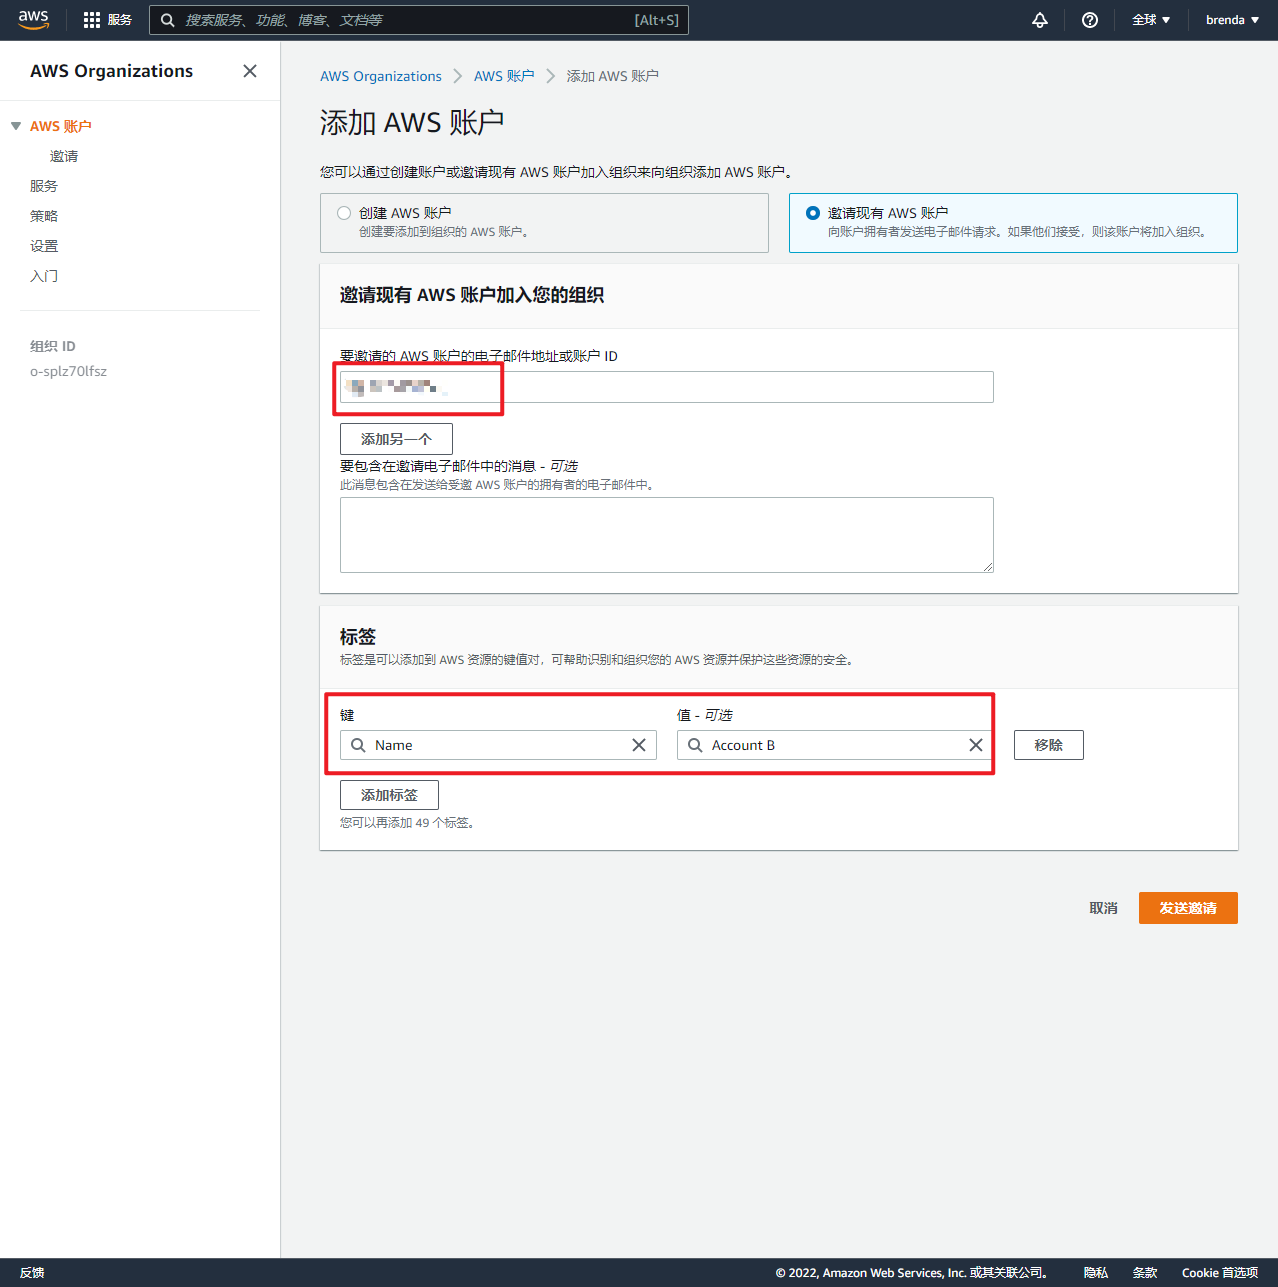 aws 服务 搜索服务、功能、博客、文档等 [Alt+S] 全球 ▼ brenda ▼
AWS Organizations
AWS 账户
邀请
服务
策略
设置
入门
组织 ID
o-splz70lfsz
AWS Organizations > AWS 账户 > 添加 AWS 账户
添加 AWS 账户
您可以通过创建账户或邀请现有 AWS 账户加入组织来向组织添加 AWS 账户。
创建 AWS 账户
创建要添加到组织的 AWS 账户。
邀请现有 AWS 账户
向账户拥有者发送电子邮件请求。如果他们接受，则该账户将加入组织。
邀请现有 AWS 账户加入您的组织
要邀请的 AWS 账户的电子邮件地址或账户 ID
添加另一个
要包含在邀请电子邮件中的消息 - 可选
此消息包含在发送给受邀 AWS 账户的拥有者的电子邮件中。
标签
标签是可以添加到 AWS 资源的键值对，可帮助识别和组织您的 AWS 资源并保护这些资源的安全。
键 值 - 可选
Name Account B 移除
添加标签
您可以再添加 49 个标签。
取消 发送邀请
反馈 © 2022, Amazon Web Services, Inc. 或其关联公司。 隐私 条款 Cookie 首选项